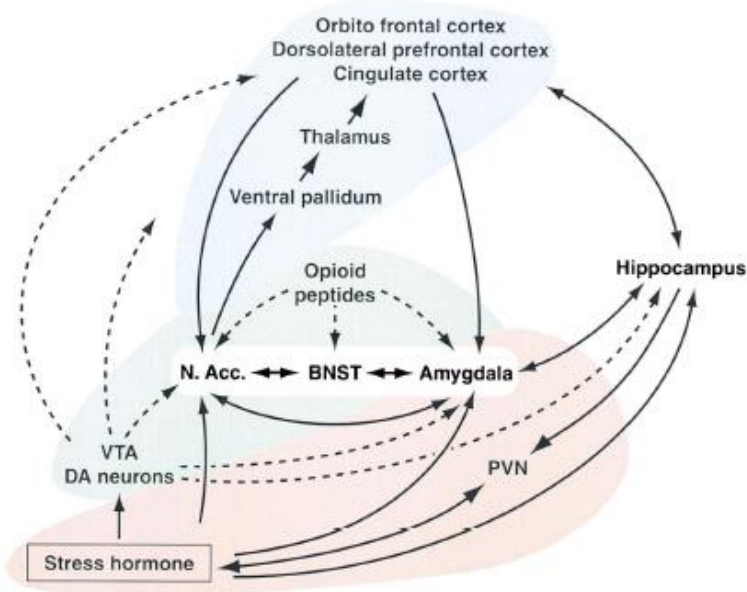 Orbito frontal cortex
Dorsolateral prefrontal cortex
Cingulate cortex
Thalamus
Ventral pallidum
Opioid
peptides
Hippocampus
N. Acc.
BNST
Amygdala
VTA
DA neurons
PVN
Stress hormone